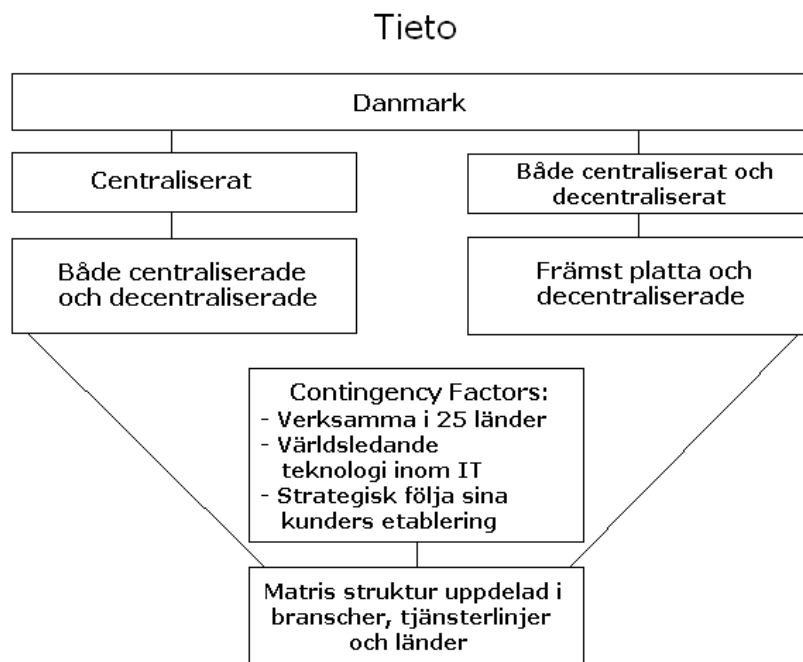 Tieto
Danmark
Centraliserat
Både centraliserat och
decentraliserat
Både centraliserade
och decentraliserade
Främst platta och
decentraliserade
Contingency Factors:
- Verksamma i 25 länder
- Världsledande
teknologi inom IT
- Strategisk följa sina
kunders etablering
Matris struktur uppdelad i
branscher, tjänsterlinjer
och länder